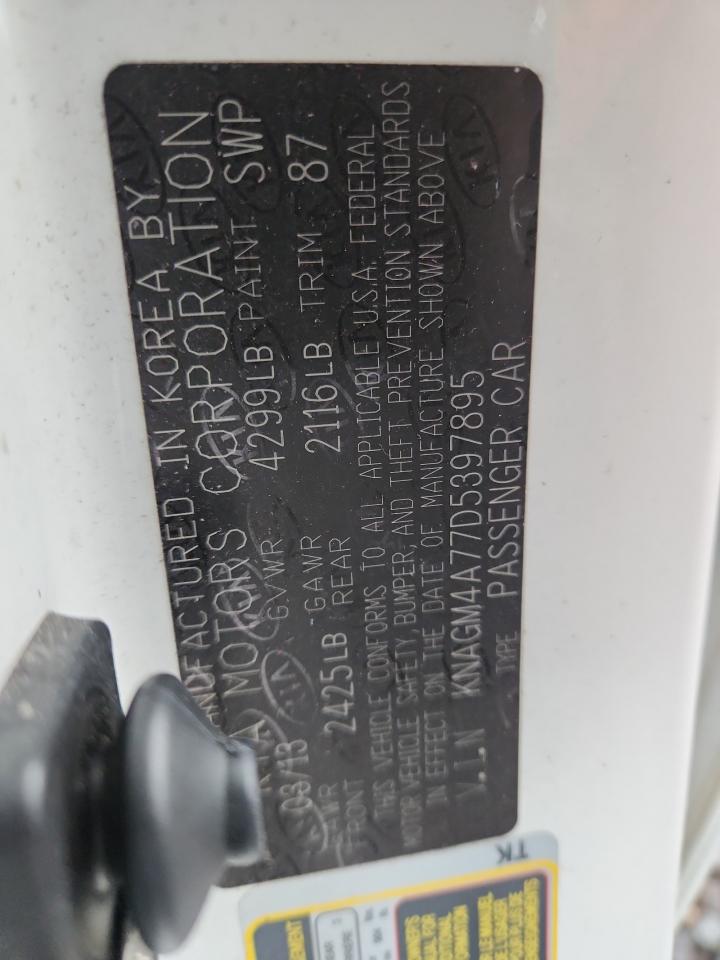 MANUFACTURED IN KOREA BY
KIA MOTORS CORPORATION
03/13 G.V.W.R 4299LB PAINT SWP
G.A.W.R GAWR
FRONT 2425LB REAR 2116LB TRIM 87
THIS VEHICLE CONFORMS TO ALL APPLICABLE U.S.A. FEDERAL
MOTOR VEHICLE SAFETY, BUMPER, AND THEFT PREVENTION STANDARDS
IN EFFECT ON THE DATE OF MANUFACTURE SHOWN ABOVE
V.I.N KNAGM4A77D5397895
TYPE PASSENGER CAR
TK